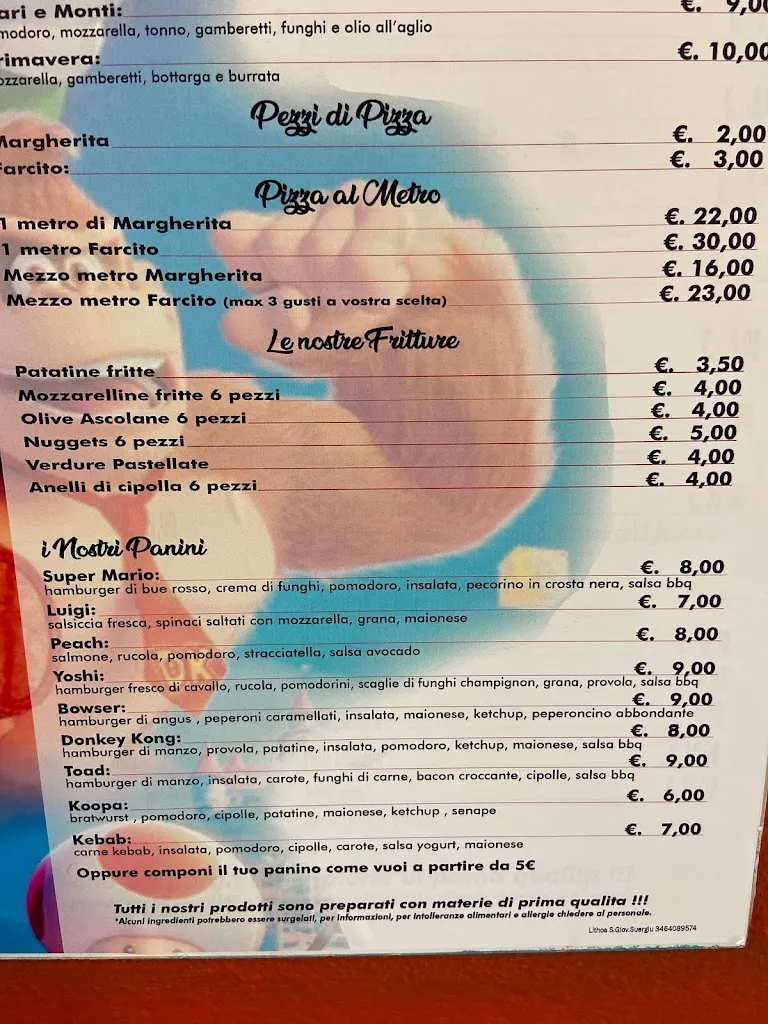 ari e Monti: €. 9,00
modoro, mozzarella, tonno, gamberetti, funghi e olio all'aglio
rimavera: €. 10,00
ozzarella, gamberetti, bottarga e burrata
Pezzi di Pizza
Margherita €. 2,00
Farcito: €. 3,00
Pizza al Metro
1 metro di Margherita €. 22,00
1 metro Farcito €. 30,00
Mezzo metro Margherita €. 16,00
Mezzo metro Farcito (max 3 gusti a vostra scelta) €. 23,00
Le nostre Fritture
Patatine fritte €. 3,50
Mozzarelline fritte 6 pezzi €. 4,00
Olive Ascolane 6 pezzi €. 4,00
Nuggets 6 pezzi €. 5,00
Verdure Pastellate €. 4,00
Anelli di cipolla 6 pezzi €. 4,00
i Nostri Panini
Super Mario: €. 8,00
hamburger di bue rosso, crema di funghi, pomodoro, insalata, pecorino in crosta nera, salsa bbq
Luigi: €. 7,00
salsiccia fresca, spinaci saltati con mozzarella, grana, maionese
Peach: €. 8,00
salmone, rucola, pomodoro, stracciatella, salsa avocado
Yoshi: €. 9,00
hamburger fresco di cavallo, rucola, pomodorini, scaglie di funghi champignon, grana, provola, salsa bbq
Bowser: €. 9,00
hamburger di angus , peperoni caramellati, insalata, maionese, ketchup, peperoncino abbondante
Donkey Kong: €. 8,00
hamburger di manzo, provola, patatine, insalata, pomodoro, ketchup, maionese, salsa bbq
Toad: €. 9,00
hamburger di manzo, insalata, carote, funghi di carne, bacon croccante, cipolle, salsa bbq
Koopa: €. 6,00
bratwurst , pomodoro, cipolle, patatine, maionese, ketchup , senape
Kebab: €. 7,00
carne kebab, insalata, pomodoro, cipolle, carote, salsa yogurt, maionese
Oppure componi il tuo panino come vuoi a partire da 5€
Tutti i nostri prodotti sono preparati con materie di prima qualita !!!
*Alcuni ingredienti potrebbero essere surgelati, per informazioni, per intolleranze alimentari e allergie chiedere al personale.
Lithos S.Giov.Suergiu 3464089574
DK